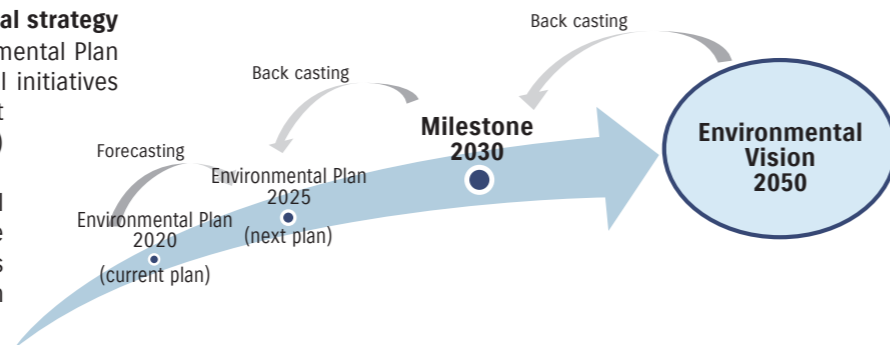 al strategy
mental Plan
l initiatives
t
)
l
e
s
n
Back casting
Back casting
Forecasting
Milestone
2030
Environmental
Vision
2050
Environmental Plan
2025
(next plan)
Environmental Plan
2020
(current plan)